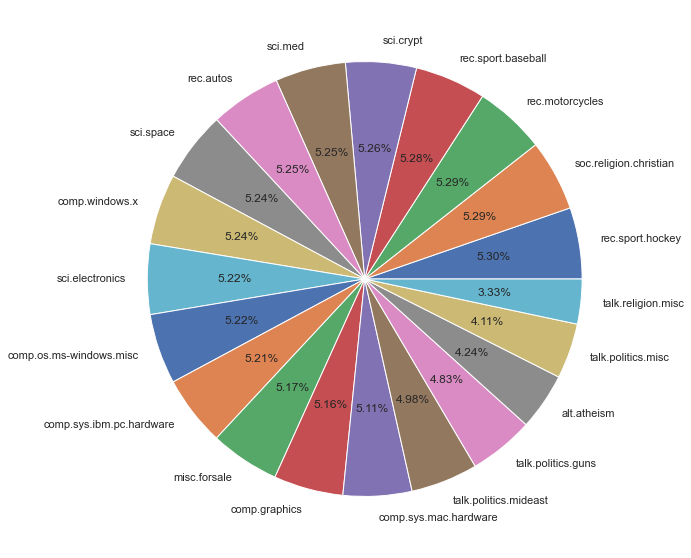 sci.crypt
sci.med
rec.sport.baseball
rec.autos
rec.motorcycles
sci.space
soc.religion.christian
comp.windows.x
rec.sport.hockey
sci.electronics
talk.religion.misc
comp.os.ms-windows.misc
talk.politics.misc
comp.sys.ibm.pc.hardware
alt.atheism
misc.forsale
talk.politics.guns
comp.graphics
talk.politics.mideast
comp.sys.mac.hardware
5.26%
5.25%
5.28%
5.25%
5.29%
5.24%
5.29%
5.24%
5.30%
5.22%
3.33%
5.22%
4.11%
5.21%
4.24%
5.17%
4.83%
5.16%
4.98%
5.11%